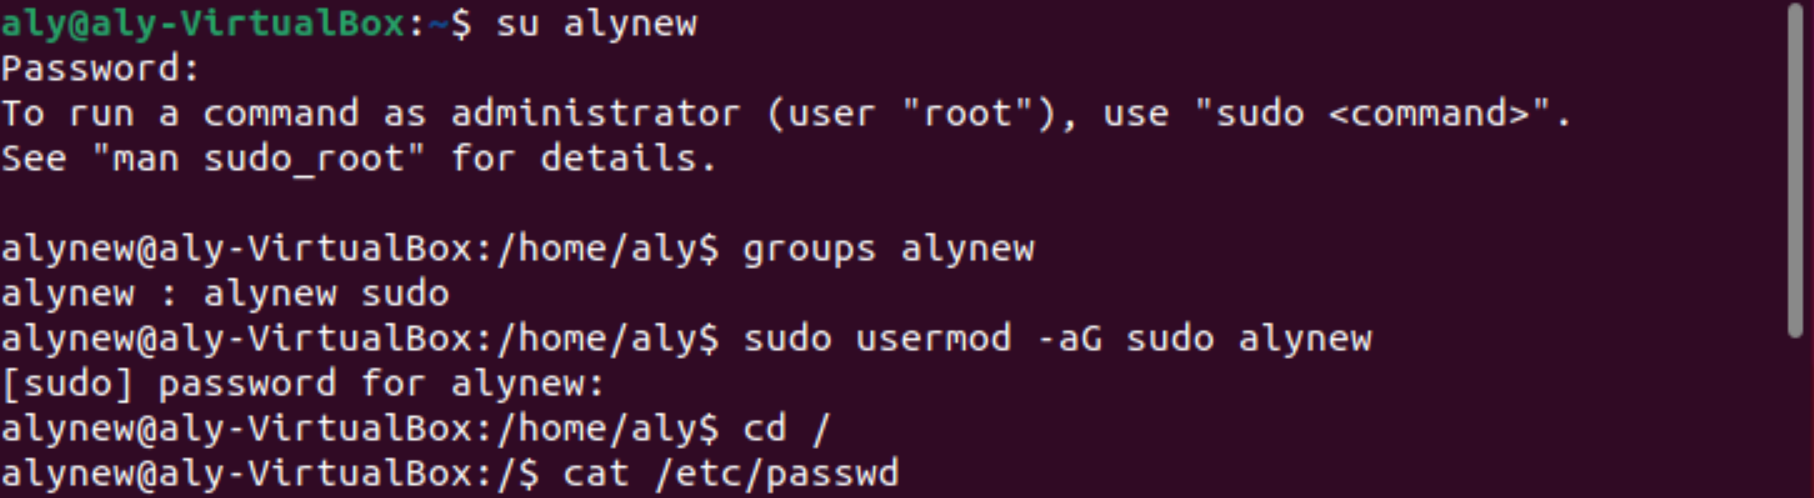 aly@aly-VirtualBox:~$ su alynew
Password:
To run a command as administrator (user "root"), use "sudo <command>".
See "man sudo_root" for details.
alynew@aly-VirtualBox:/home/aly$ groups alynew
alynew : alynew sudo
alynew@aly-VirtualBox:/home/aly$ sudo usermod -aG sudo alynew
[sudo] password for alynew:
alynew@aly-VirtualBox:/home/aly$ cd /
alynew@aly-VirtualBox:/$ cat /etc/passwd